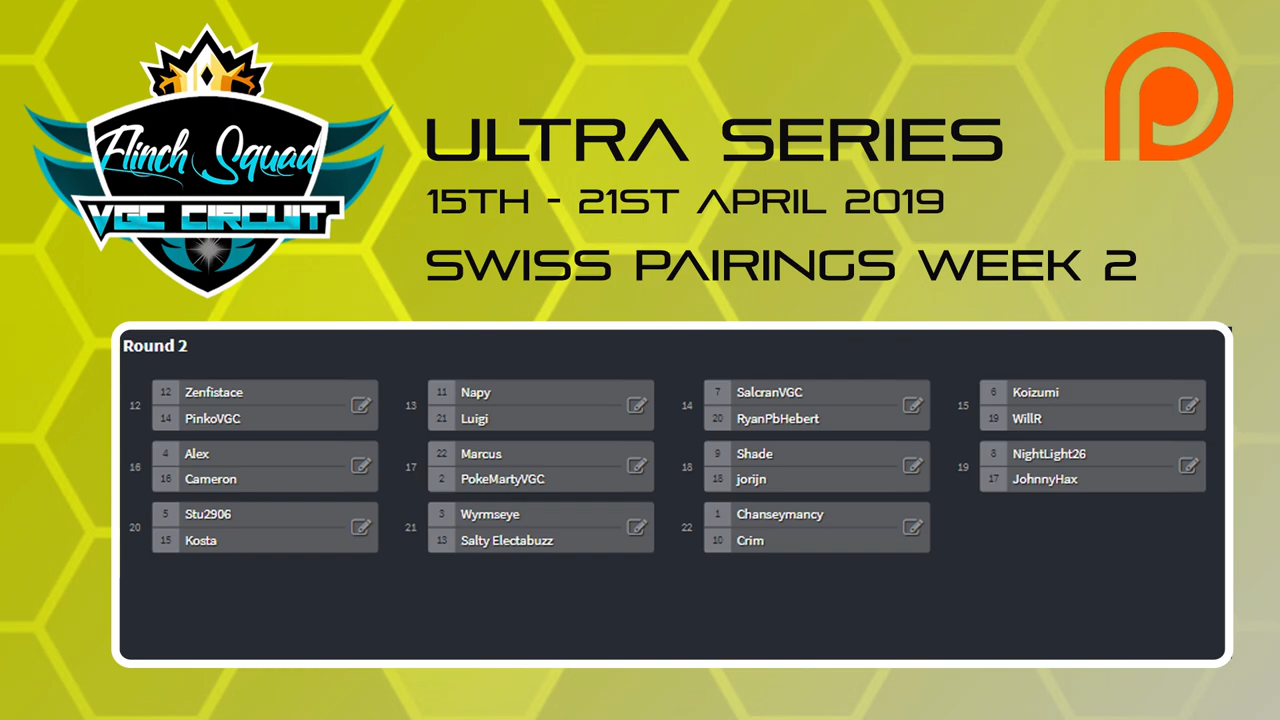 Flinch Squad
VGC CIRCUIT
ULTRA SERIES
15TH - 21ST APRIL 2019
SWISS PAIRINGS WEEK 2
Round 2
12 12 Zenfistace
14 PinkoVGC
13 11 Napy
21 Luigi
14 7 SalcranVGC
20 RyanPbHebert
15 6 Koizumi
19 WillR
16 4 Alex
16 Cameron
17 22 Marcus
2 PokeMartyVGC
18 9 Shade
18 jorijn
19 8 NightLight26
17 JohnnyHax
20 5 Stu2906
15 Kosta
21 3 Wyrmseye
13 Salty Electabuzz
22 1 Chanseymancy
10 Crim